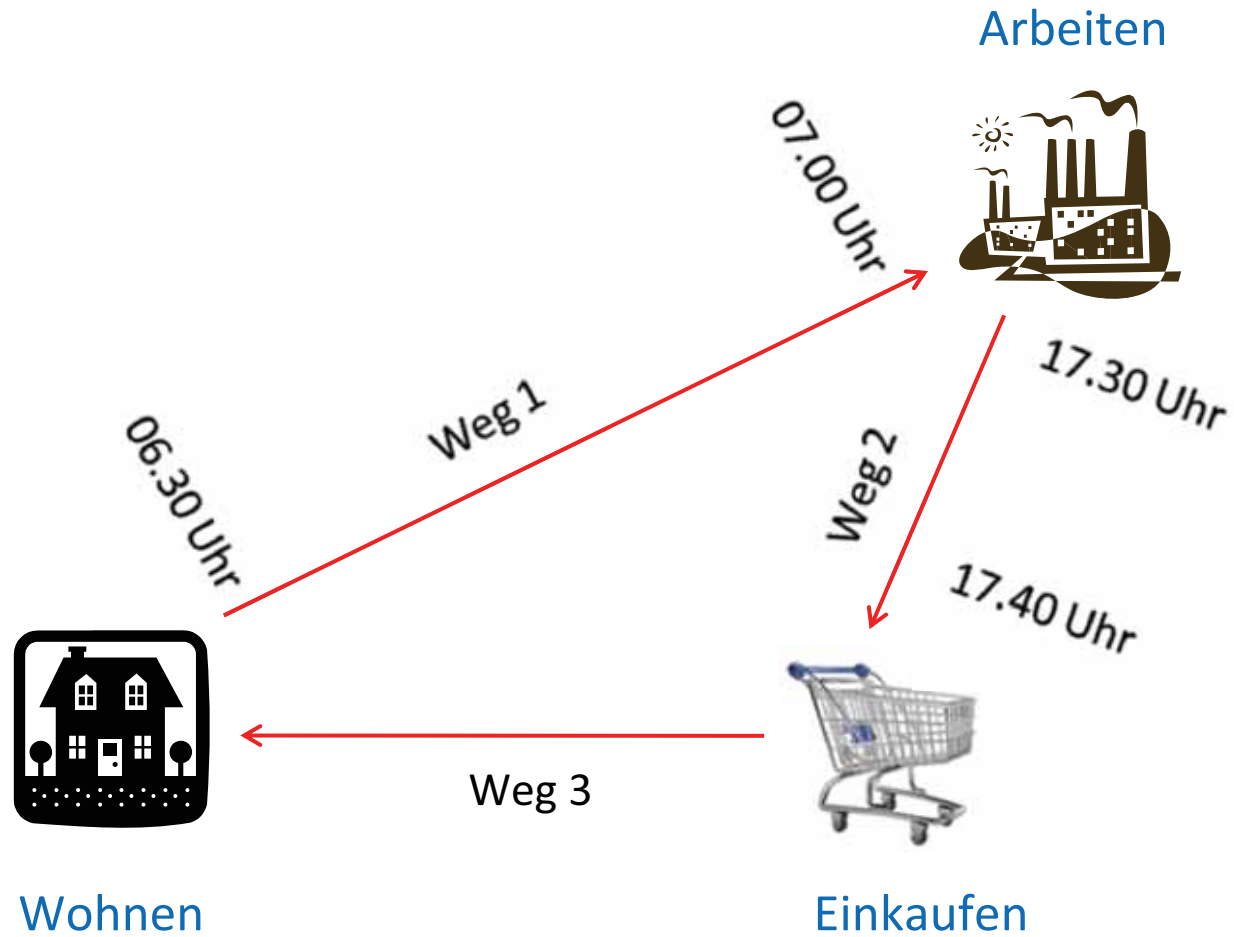 Arbeiten
07.00 Uhr
17.30 Uhr
Weg 1
06.30 Uhr
Weg 2
17.40 Uhr
Weg 3
Wohnen
Einkaufen